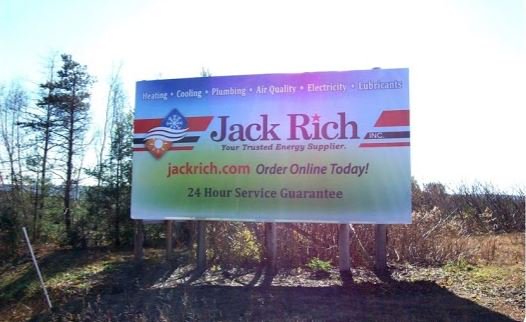 Heating • Cooling • Plumbing • Air Quality • Electricity • Lubricants
Jack Rich INC.
Your Trusted Energy Supplier.
jackrich.com Order Online Today!
24 Hour Service Guarantee